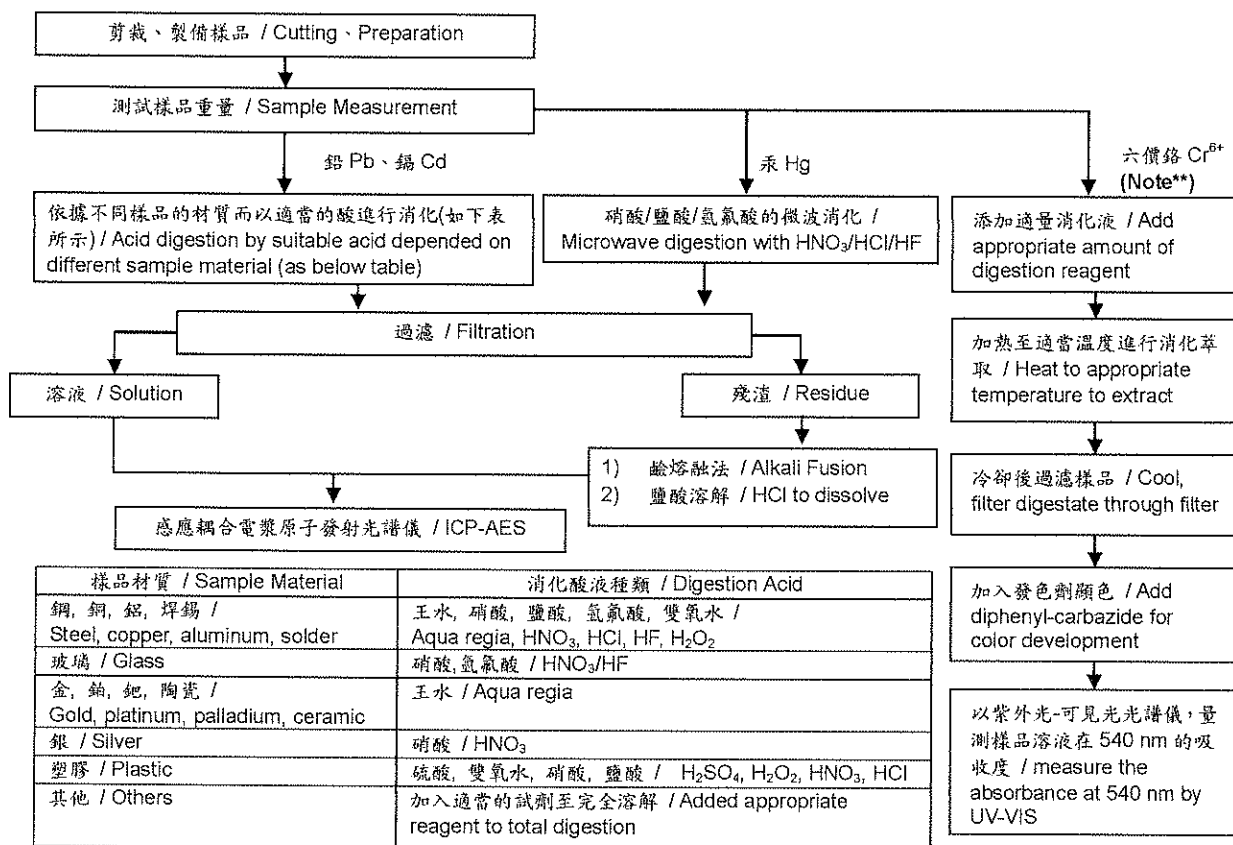 剪裁、製備樣品 / Cutting、Preparation
測試樣品重量 / Sample Measurement
鉛 Pb、鎘 Cd
汞 Hg
六價鉻 Cr⁶⁺
(Note**)
依據不同樣品的材質而以適當的酸進行消化(如下表
所示) / Acid digestion by suitable acid depended on
different sample material (as below table)
硝酸/鹽酸/氫氟酸的微波消化 /
Microwave digestion with HNO₃/HCl/HF
添加適量消化液 / Add
appropriate amount of
digestion reagent
過濾 / Filtration
加熱至適當溫度進行消化萃
取 / Heat to appropriate
temperature to extract
溶液 / Solution
殘渣 / Residue
1) 鹼熔融法 / Alkali Fusion
2) 鹽酸溶解 / HCl to dissolve
冷卻後過濾樣品 / Cool,
filter digestate through filter
感應耦合電漿原子發射光譜儀 / ICP-AES
加入發色劑顯色 / Add
diphenyl-carbazide for
color development
以紫外光-可見光光譜儀，量
測樣品溶液在 540 nm 的吸
收度 / measure the
absorbance at 540 nm by
UV-VIS
樣品材質 / Sample Material
消化酸液種類 / Digestion Acid
鋼, 銅, 鋁, 焊錫 /
Steel, copper, aluminum, solder
王水, 硝酸, 鹽酸, 氫氟酸, 雙氧水 /
Aqua regia, HNO₃, HCl, HF, H₂O₂
玻璃 / Glass
硝酸,氫氟酸 / HNO₃/HF
金, 鉑, 鈀, 陶瓷 /
Gold, platinum, palladium, ceramic
王水 / Aqua regia
銀 / Silver
硝酸 / HNO₃
塑膠 / Plastic
硫酸, 雙氧水, 硝酸, 鹽酸 / H₂SO₄, H₂O₂, HNO₃, HCl
其他 / Others
加入適當的試劑至完全溶解 / Added appropriate
reagent to total digestion